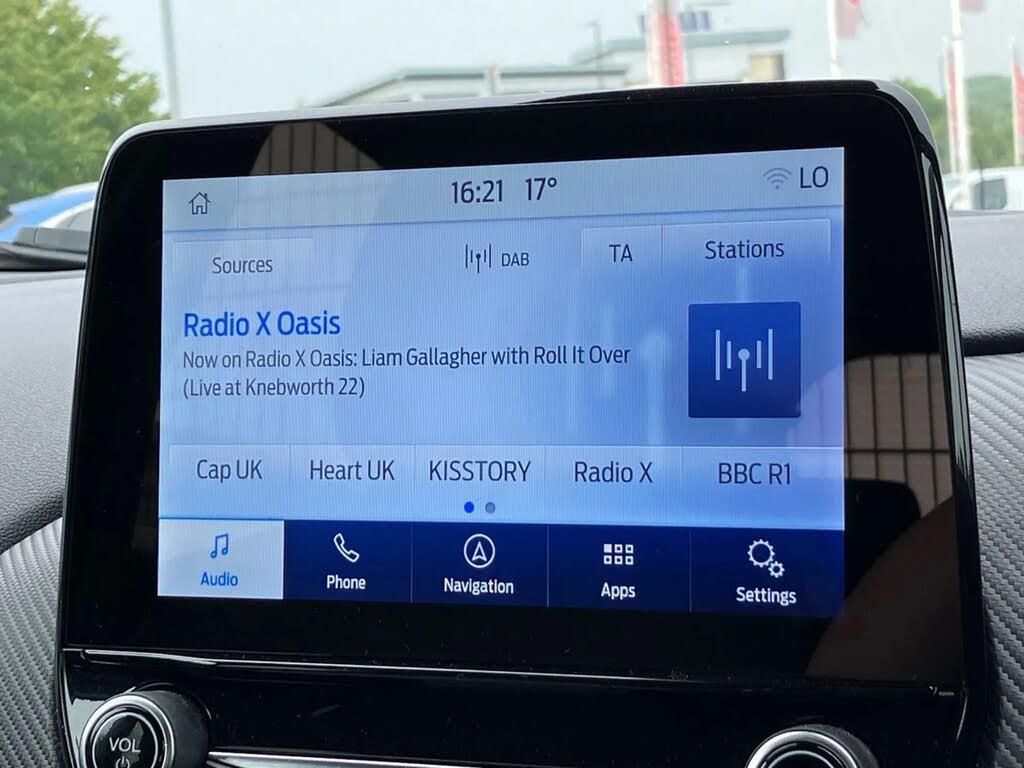 16:21 17° LO
Sources DAB TA Stations
Radio X Oasis
Now on Radio X Oasis: Liam Gallagher with Roll It Over
(Live at Knebworth 22)
Cap UK Heart UK KISSTORY Radio X BBC R1
Audio Phone Navigation Apps Settings
VOL